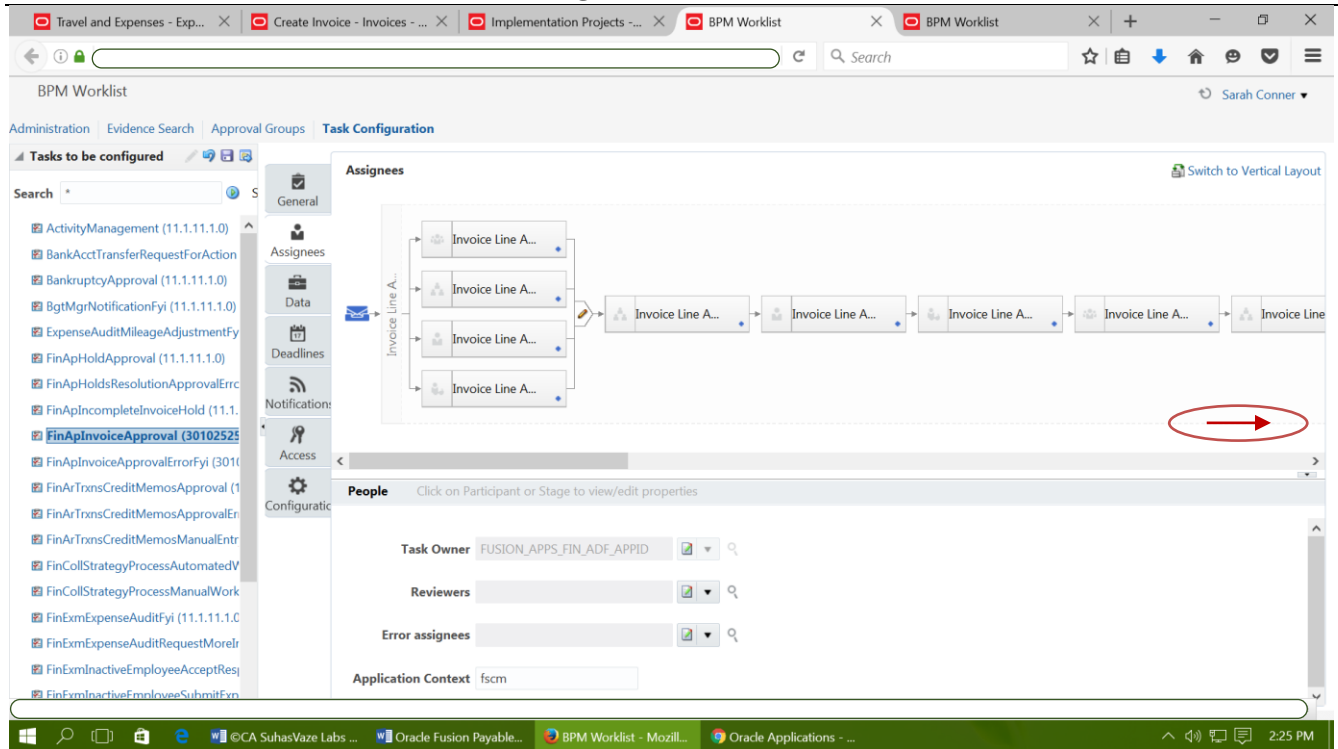 Travel and Expenses - Exp...
Create Invoice - Invoices - ...
Implementation Projects -...
BPM Worklist
BPM Worklist
Search
BPM Worklist
Sarah Conner
Administration Evidence Search Approval Groups Task Configuration
Tasks to be configured
Search * S
ActivityManagement (11.1.11.1.0)
BankAcctTransferRequestForAction
BankruptcyApproval (11.1.11.1.0)
BgtMgrNotificationFyi (11.1.11.1.0)
ExpenseAuditMileageAdjustmentFy
FinApHoldApproval (11.1.11.1.0)
FinApHoldsResolutionApprovalErrc
FinApIncompleteInvoiceHold (11.1.
FinApInvoiceApproval (30102525
FinApInvoiceApprovalErrorFyi (3010
FinArTrxnsCreditMemosApproval (1
FinArTrxnsCreditMemosApprovalEr
FinArTrxnsCreditMemosManualEntr
FinCollStrategyProcessAutomatedW
FinCollStrategyProcessManualWork
FinExmExpenseAuditFyi (11.1.11.1.0
FinExmExpenseAuditRequestMoreIr
FinExmInactiveEmployeeAcceptResp
FinExmInactiveEmployeeSubmitExp
General
Assignees
Data
Deadlines
Notifications
Access
Configuratic
Assignees
Switch to Vertical Layout
Invoice Line A...
Invoice Line A...
Invoice Line A...
Invoice Line A...
Invoice Line A...
Invoice Line A...
Invoice Line A...
Invoice Line A...
Invoice Line A...
Invoice Line
People Click on Participant or Stage to view/edit properties
Task Owner FUSION_APPS_FIN_ADF_APPID
Reviewers
Error assignees
Application Context fscm
©CA SuhasVaze Labs ...
Oracle Fusion Payable...
BPM Worklist - Mozill...
Oracle Applications - ...
2:25 PM